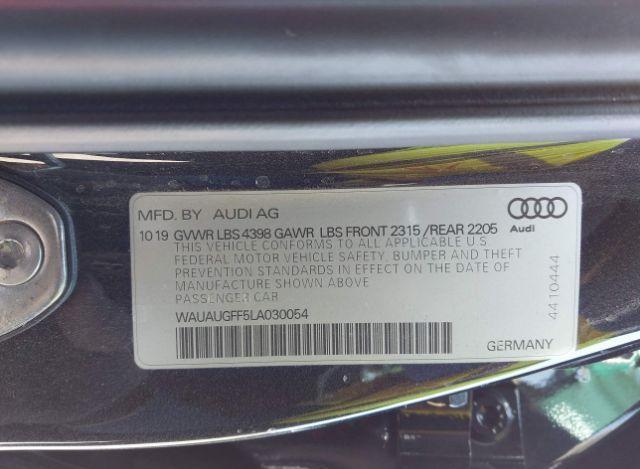 MFD. BY AUDI AG
10 19 GVWR LBS 4398 GAWR LBS FRONT 2315 /REAR 2205
Audi
THIS VEHICLE CONFORMS TO ALL APPLICABLE U.S
FEDERAL MOTOR VEHICLE SAFETY, BUMPER AND THEFT
PREVENTION STANDARDS IN EFFECT ON THE DATE OF
MANUFACTURE SHOWN ABOVE
PASSENGER CAR
WAUAUGFF5LA030054
4410444
GERMANY